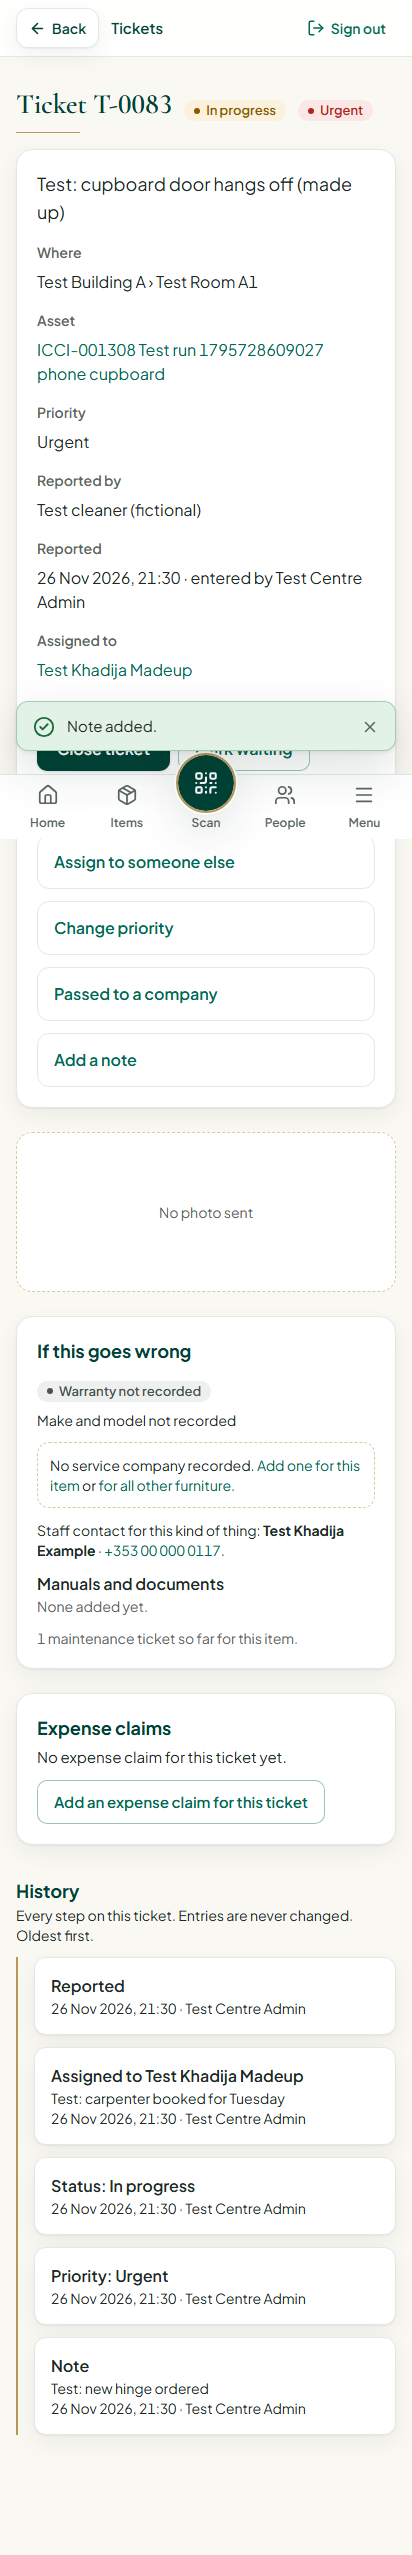 Back
Tickets
Sign out
Ticket T-0083
In progress
Urgent
Test: cupboard door hangs off (made
up)
Where
Test Building A › Test Room A1
Asset
ICCI-001308 Test run 1795728609027
phone cupboard
Priority
Urgent
Reported by
Test cleaner (fictional)
Reported
26 Nov 2026, 21:30 · entered by Test Centre
Admin
Assigned to
Test Khadija Madeup
Note added.
Close ticket
waiting
Home
Items
Scan
People
Menu
Assign to someone else
Change priority
Passed to a company
Add a note
No photo sent
If this goes wrong
Warranty not recorded
Make and model not recorded
No service company recorded. Add one for this
item or for all other furniture.
Staff contact for this kind of thing: Test Khadija
Example · +353 00 000 0117.
Manuals and documents
None added yet.
1 maintenance ticket so far for this item.
Expense claims
No expense claim for this ticket yet.
Add an expense claim for this ticket
History
Every step on this ticket. Entries are never changed.
Oldest first.
Reported
26 Nov 2026, 21:30 · Test Centre Admin
Assigned to Test Khadija Madeup
Test: carpenter booked for Tuesday
26 Nov 2026, 21:30 · Test Centre Admin
Status: In progress
26 Nov 2026, 21:30 · Test Centre Admin
Priority: Urgent
26 Nov 2026, 21:30 · Test Centre Admin
Note
Test: new hinge ordered
26 Nov 2026, 21:30 · Test Centre Admin